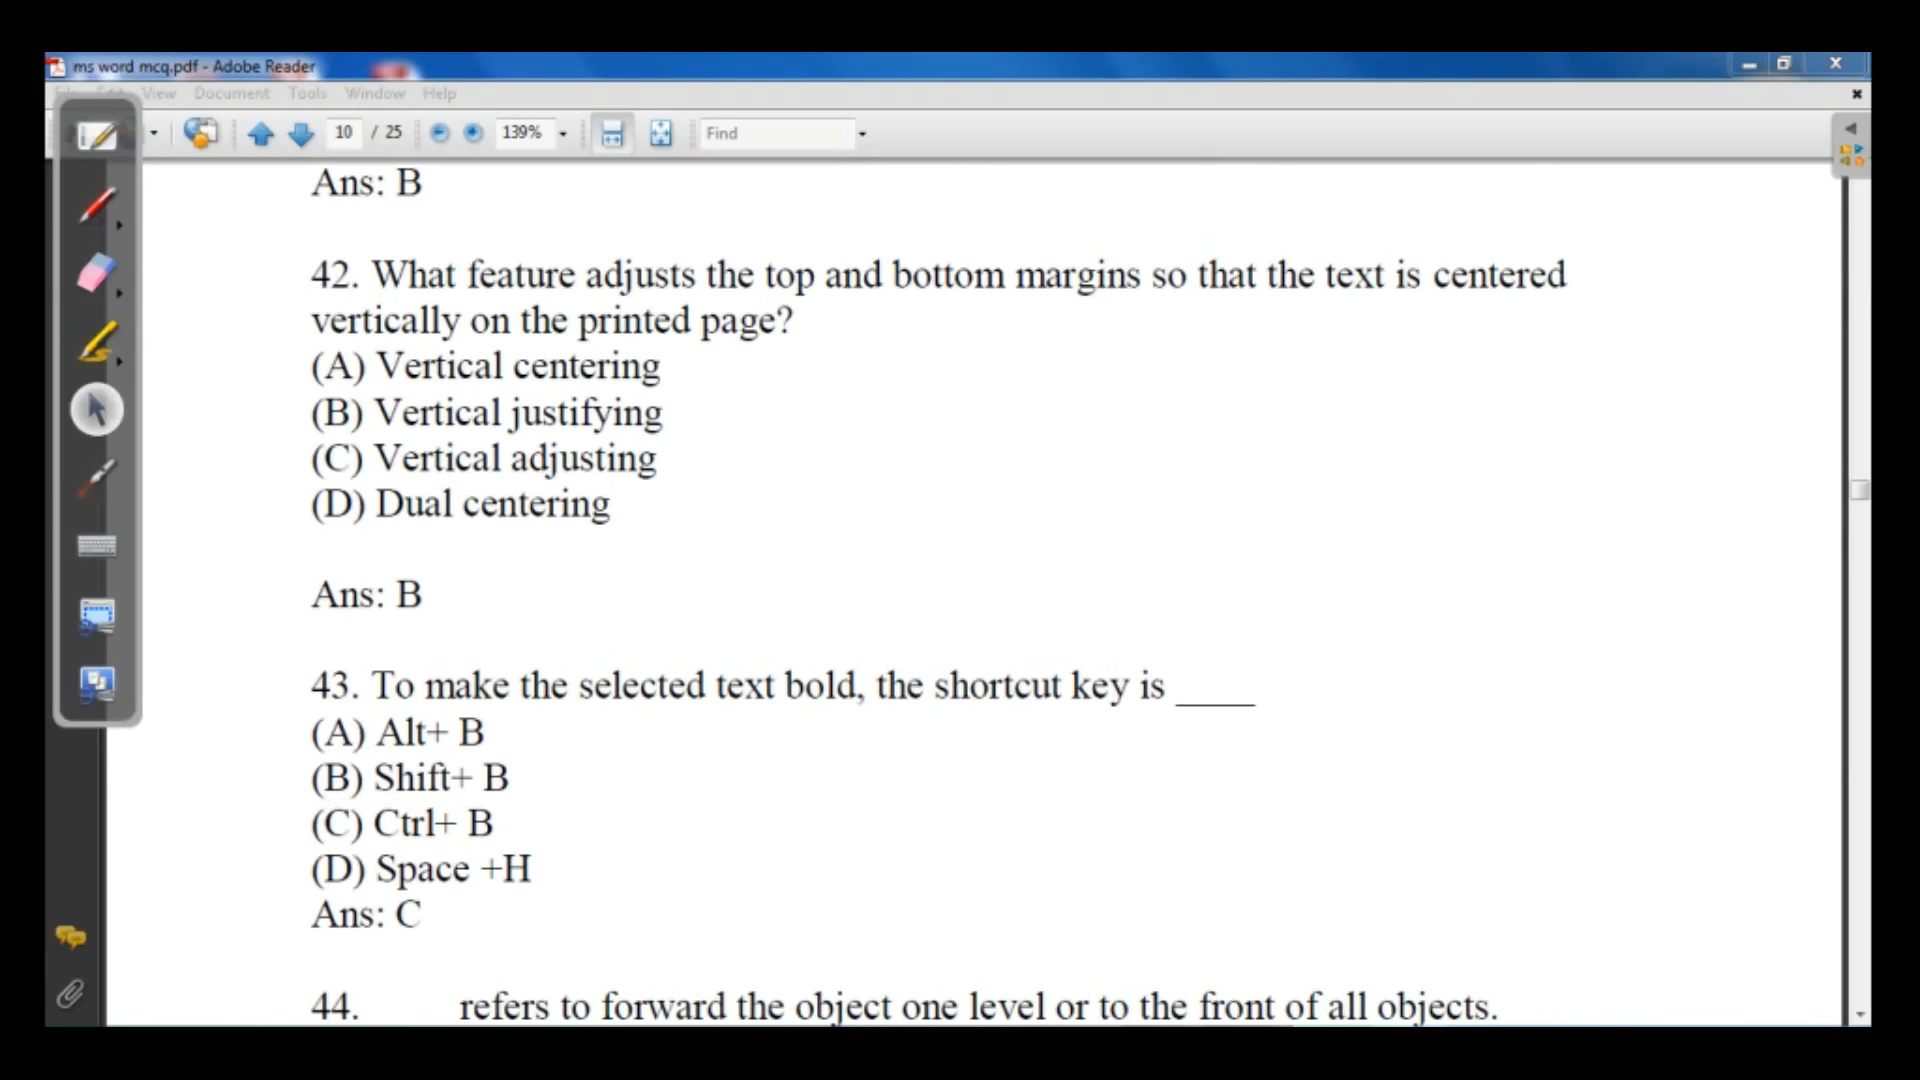 ms word mcq.pdf - Adobe Reader
View Document Tools Window Help
10 / 25 139% Find
Ans: B
42. What feature adjusts the top and bottom margins so that the text is centered
vertically on the printed page?
(A) Vertical centering
(B) Vertical justifying
(C) Vertical adjusting
(D) Dual centering
Ans: B
43. To make the selected text bold, the shortcut key is _____
(A) Alt+ B
(B) Shift+ B
(C) Ctrl+ B
(D) Space +H
Ans: C
44. refers to forward the object one level or to the front of all objects.